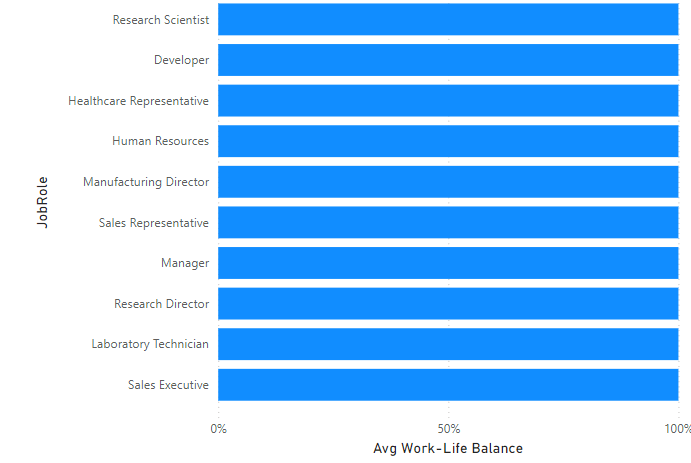 JobRole
Research Scientist
Developer
Healthcare Representative
Human Resources
Manufacturing Director
Sales Representative
Manager
Research Director
Laboratory Technician
Sales Executive
0% 50% 100%
Avg Work-Life Balance